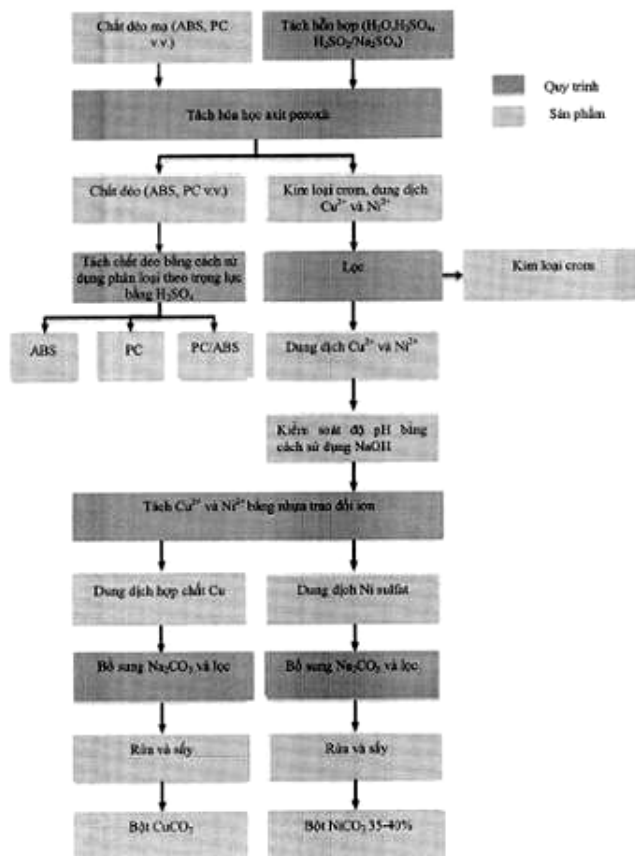 Chất dẻo mạ (ABS, PC
v.v.)
Tách hỗn hợp (H₂O,H₂SO₄,
H₂SO₂/Na₂SO₄)
Quy trình
Sản phẩm
Tách hóa học axit peroxit
Chất dẻo (ABS, PC v.v.)
Kim loại crom, dung dịch
Cu²⁺ và Ni²⁺
Tách chất dẻo bằng cách sử
dụng phân loại theo trọng lực
bằng H₂SO₄
Lọc
Kim loại crom
ABS
PC
PC/ABS
Dung dịch Cu²⁺ và Ni²⁺
Kiểm soát độ pH bằng
cách sử dụng NaOH
Tách Cu²⁺ và Ni²⁺ bằng nhựa trao đổi ion
Dung dịch hợp chất Cu
Dung dịch Ni sulfat
Bổ sung Na₂CO₃ và lọc
Bổ sung Na₂CO₃ và lọc
Rửa và sấy
Rửa và sấy
Bột CuCO₃
Bột NiCO₃ 35-40%